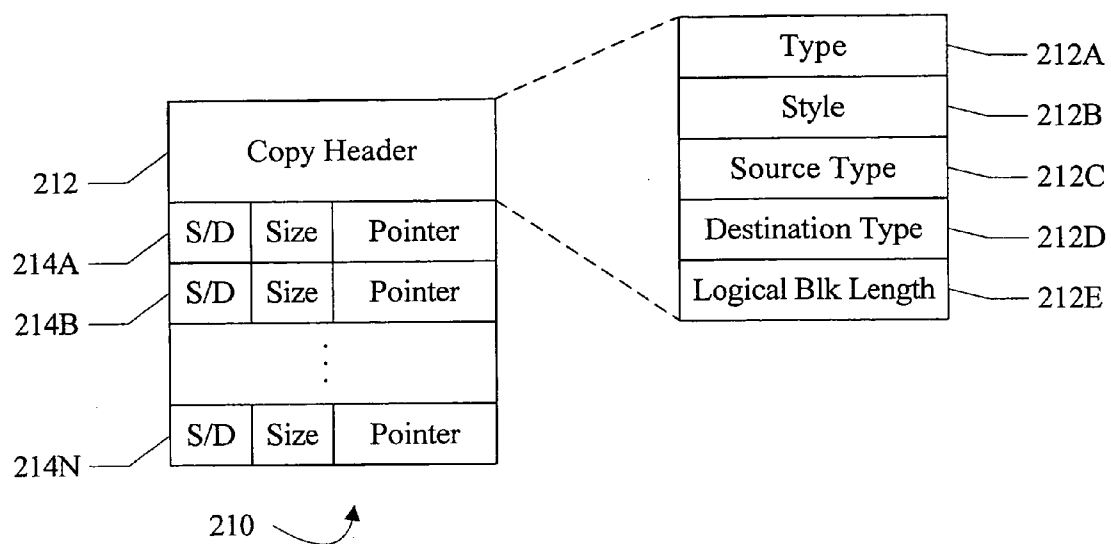 Copy Header
212
S/D Size Pointer
214A
S/D Size Pointer
214B
S/D Size Pointer
214N
210
Type
212A
Style
212B
Source Type
212C
Destination Type
212D
Logical Blk Length
212E